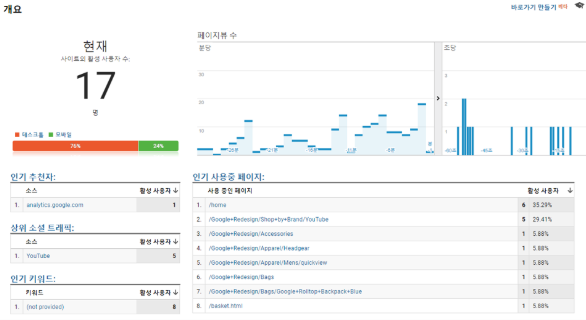 개요
바로가기 만들기 베타
현재
사이트의 활성 사용자 수:
17
명
데스크톱 모바일
76% 24%
페이지뷰 수
분당
30
20
10
초당
3
2
1
인기 추천자:
소스 활성 사용자
1. analytics.google.com 1
상위 소셜 트래픽:
소스 활성 사용자
1. YouTube 5
인기 키워드:
키워드 활성 사용자
1. (not provided) 8
인기 사용중 페이지:
사용 중인 페이지 활성 사용자
1. /home 6 35.29%
2. /Google+Redesign/Shop+by+Brand/YouTube 5 29.41%
3. /Google+Redesign/Accessories 1 5.88%
4. /Google+Redesign/Apparel/Headgear 1 5.88%
5. /Google+Redesign/Apparel/Mens/quickview 1 5.88%
6. /Google+Redesign/Bags 1 5.88%
7. /Google+Redesign/Bags/Google+Rolltop+Backpack+Blue 1 5.88%
8. /basket.html 1 5.88%